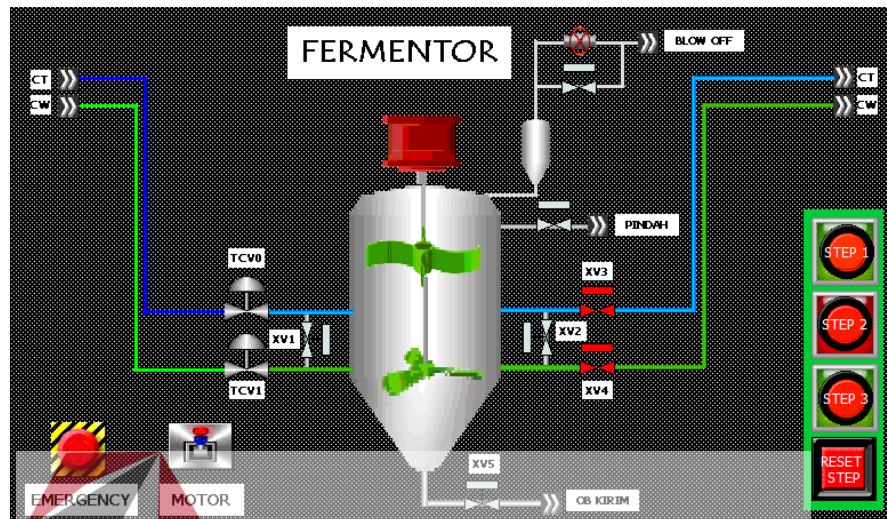 FERMENTOR
BLOW OFF
CT
CW
CT
CW
PINDAH
TCV0
XV3
STEP 1
XV1
XV2
STEP 2
TCV1
XV4
STEP 3
XV5
RESET
STEP
EMERGENCY
MOTOR
OB KIRIM